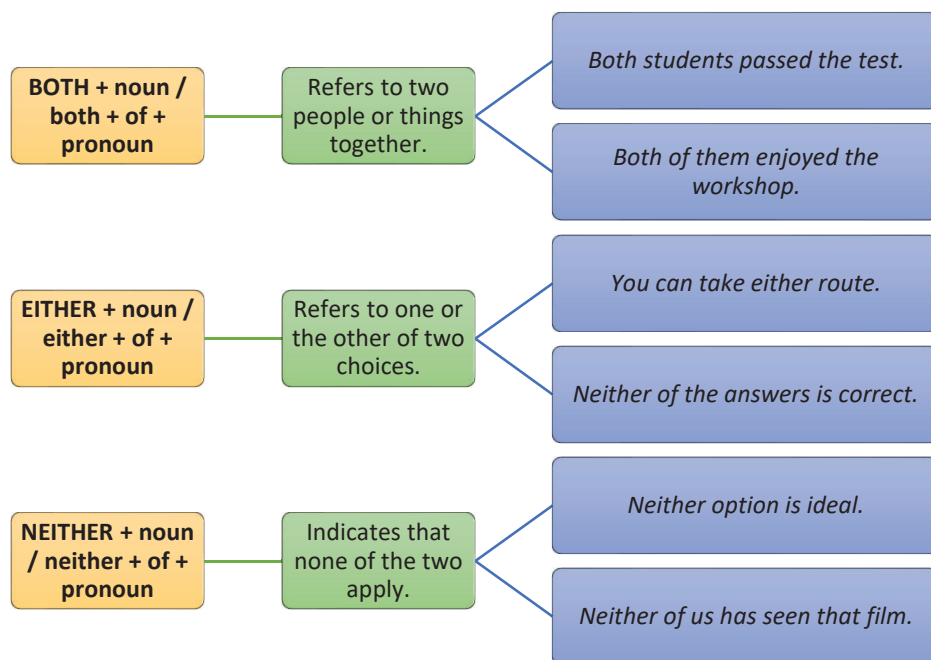 BOTH + noun /
both + of +
pronoun
Refers to two
people or things
together.
Both students passed the test.
Both of them enjoyed the
workshop.
EITHER + noun /
either + of +
pronoun
Refers to one or
the other of two
choices.
You can take either route.
Neither of the answers is correct.
NEITHER + noun
/ neither + of +
pronoun
Indicates that
none of the two
apply.
Neither option is ideal.
Neither of us has seen that film.